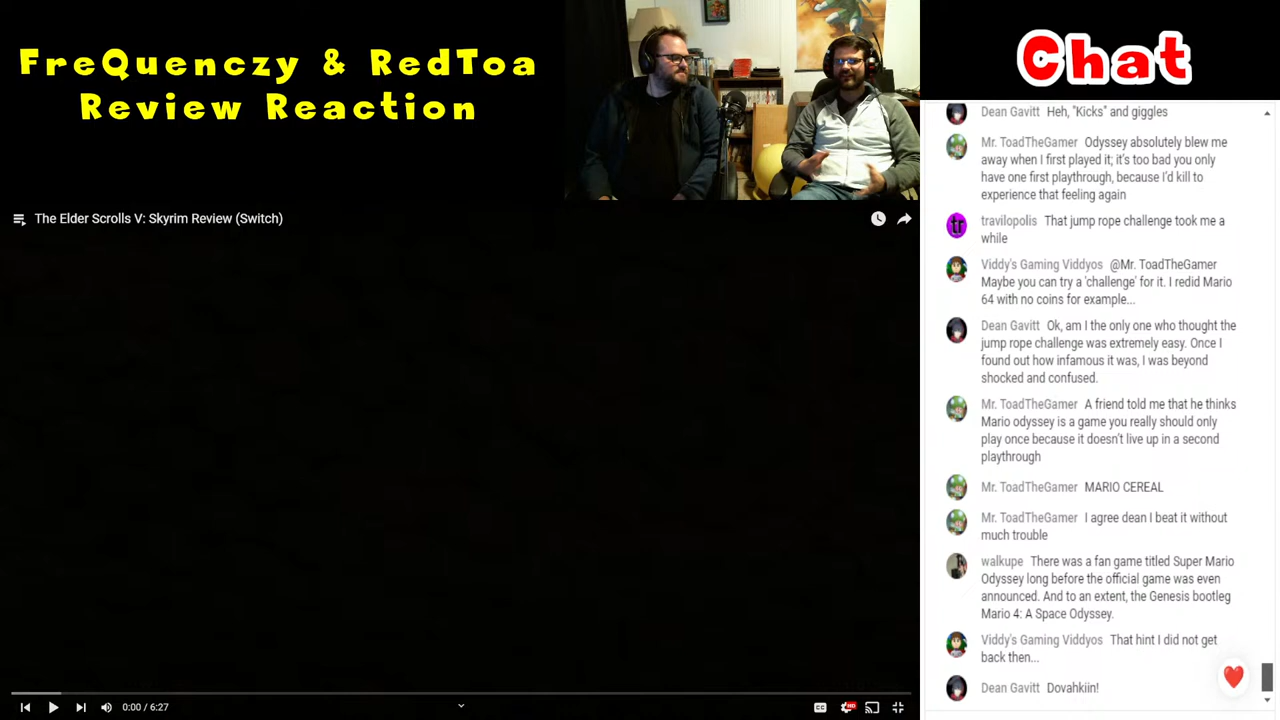 FreQuenczy & RedToa
Review Reaction
Chat
The Elder Scrolls V: Skyrim Review (Switch)
0:00 / 6:27
CC
HD
Dean Gavitt Heh, "Kicks" and giggles
Mr. ToadTheGamer Odyssey absolutely blew me
away when I first played it; it's too bad you only
have one first playthrough, because I'd kill to
experience that feeling again
tr
travilopolis That jump rope challenge took me a
while
Viddy's Gaming Viddyos @Mr. ToadTheGamer
Maybe you can try a 'challenge' for it. I redid Mario
64 with no coins for example...
Dean Gavitt Ok, am I the only one who thought the
jump rope challenge was extremely easy. Once I
found out how infamous it was, I was beyond
shocked and confused.
Mr. ToadTheGamer A friend told me that he thinks
Mario odyssey is a game you really should only
play once because it doesn't live up in a second
playthrough
Mr. ToadTheGamer MARIO CEREAL
Mr. ToadTheGamer I agree dean I beat it without
much trouble
walkupe There was a fan game titled Super Mario
Odyssey long before the official game was even
announced. And to an extent, the Genesis bootleg
Mario 4: A Space Odyssey.
Viddy's Gaming Viddyos That hint I did not get
back then...
Dean Gavitt Dovahkiin!